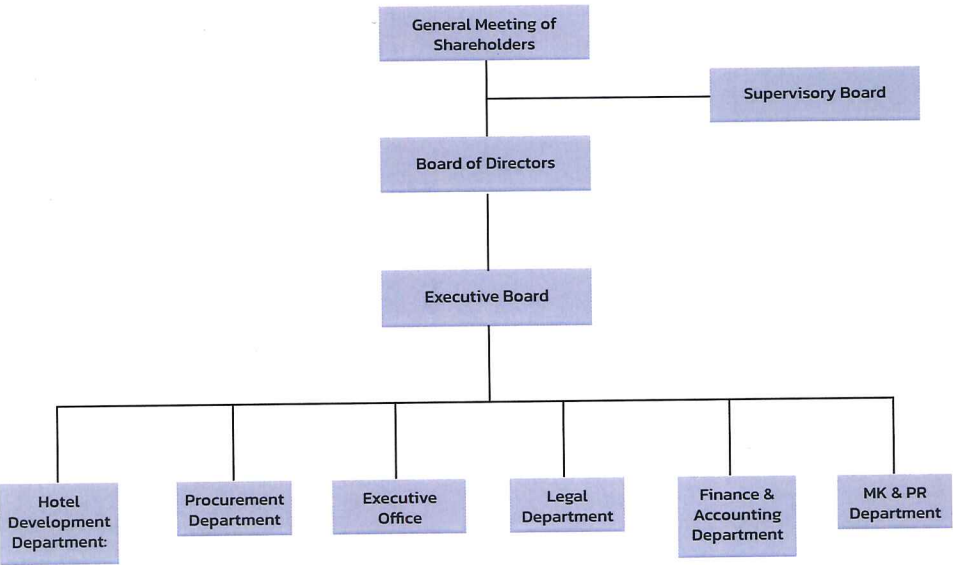 General Meeting of
Shareholders
Supervisory Board
Board of Directors
Executive Board
Hotel
Development
Department:
Procurement
Department
Executive
Office
Legal
Department
Finance &
Accounting
Department
MK & PR
Department